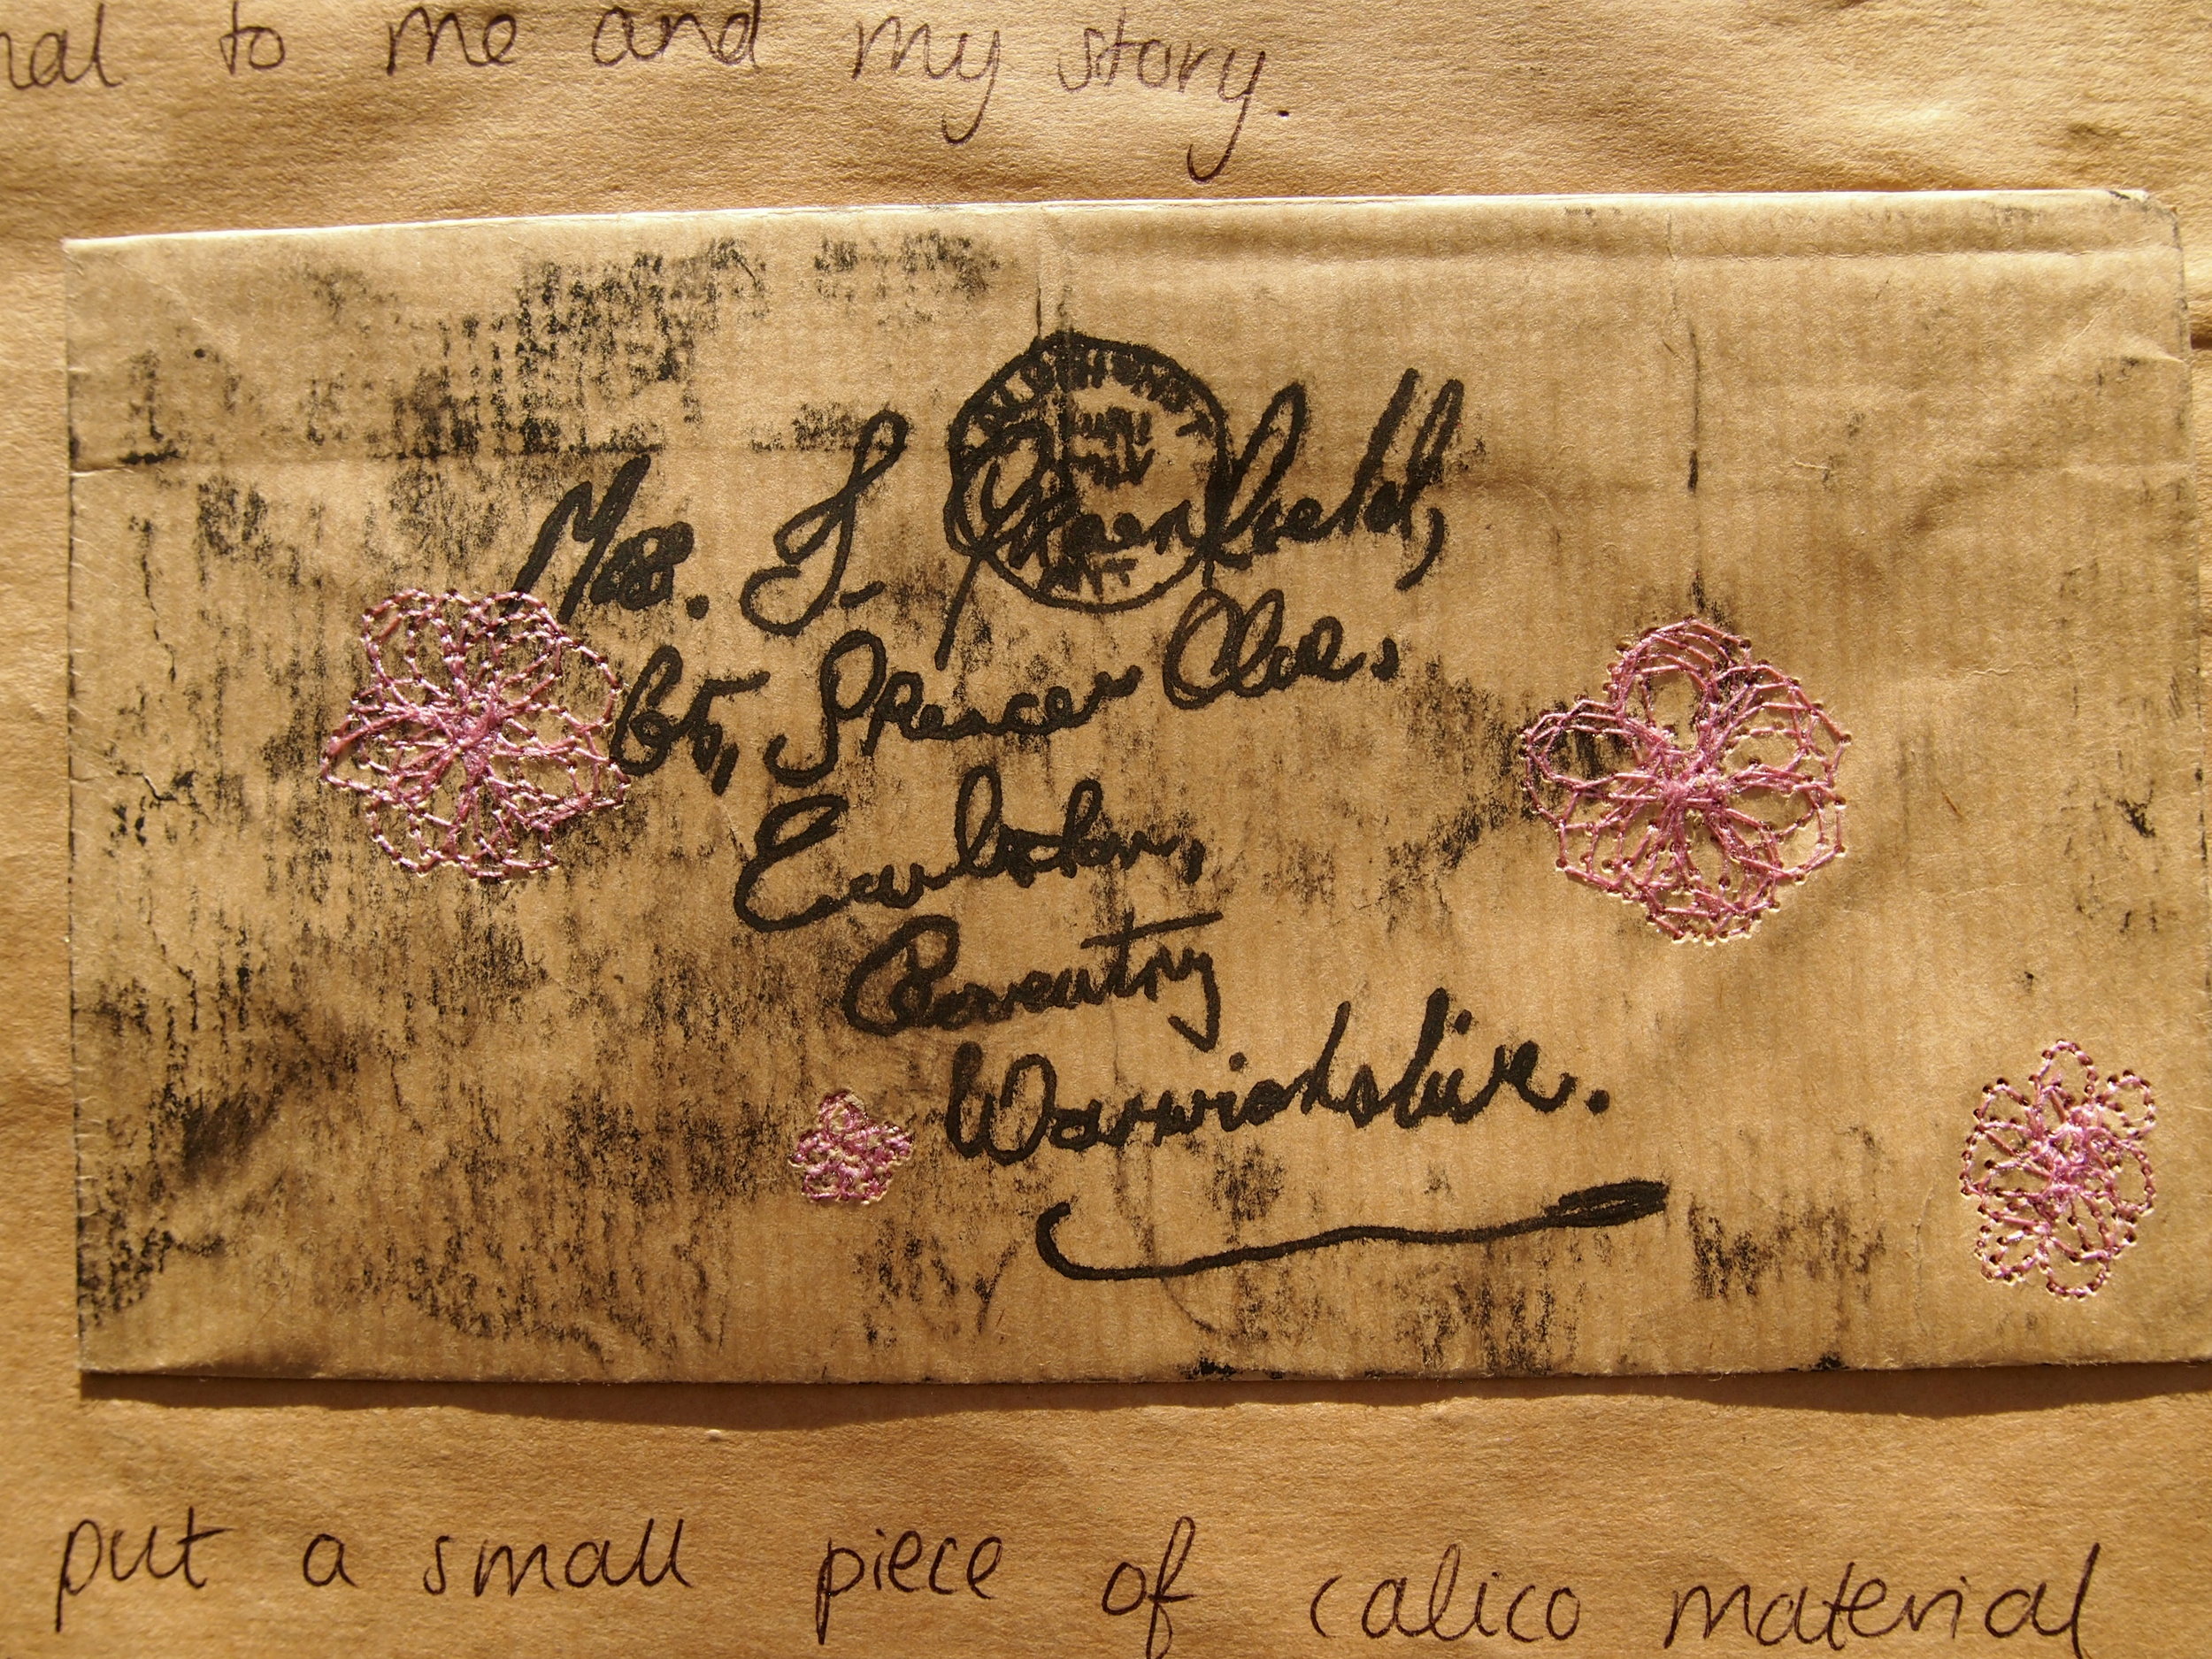 nal to me and my story.
Mrs. F. Greenfield,
65, Spencer
Earlsdon,
Coventry
Warwickshire.
put a small piece of calico material